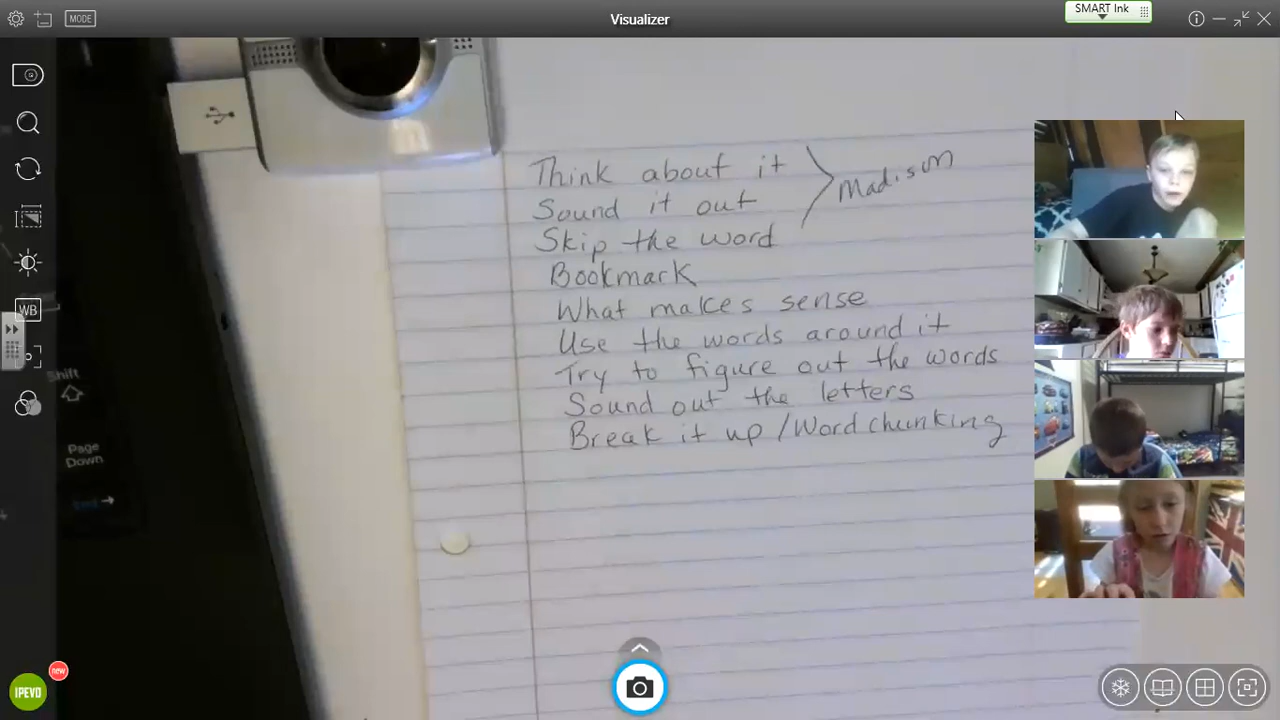 Visualizer
SMART Ink
MODE
Think about it
Sound it out
Madison
Skip the word
Bookmark
What makes sense
Use the words around it
Try to figure out the words
Sound out the letters
Break it up / Word chunking
WB
Shift
Page
Down
new
IPEVO